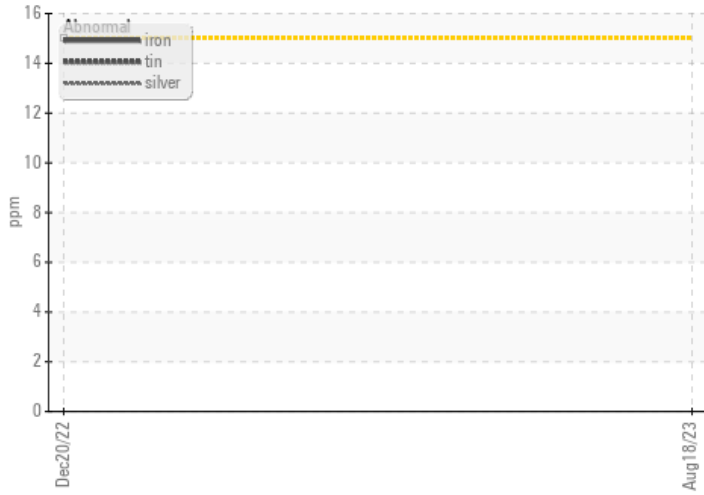 16
14
12
10
8
6
4
2
0
ppm
Abnormal
iron
tin
silver
Dec20/22
Aug18/23